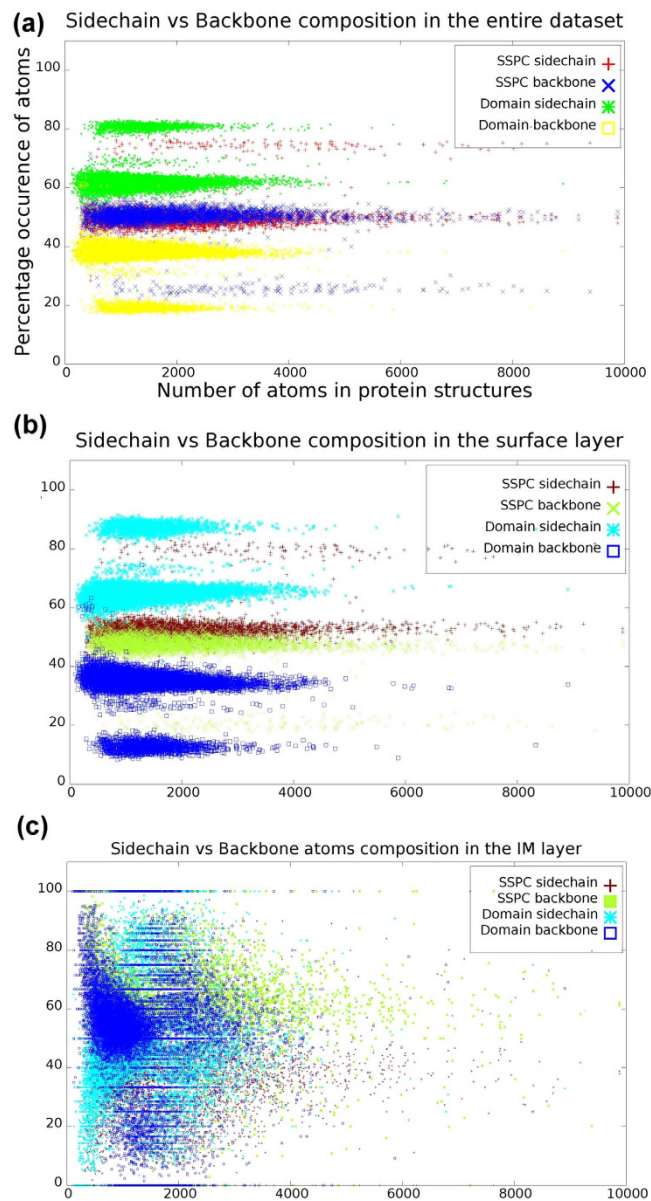 (a)
Sidechain vs Backbone composition in the entire dataset
Percentage occurence of atoms
100
80
60
40
20
0
SSPC sidechain
SSPC backbone
Domain sidechain
Domain backbone
0 2000 4000 6000 8000 10000
Number of atoms in protein structures
(b)
Sidechain vs Backbone composition in the surface layer
100
80
60
40
20
0
SSPC sidechain
SSPC backbone
Domain sidechain
Domain backbone
0 2000 4000 6000 8000 10000
(c)
Sidechain vs Backbone atoms composition in the IM layer
100
80
60
40
20
0
SSPC sidechain
SSPC backbone
Domain sidechain
Domain backbone
0 2000 4000 6000 8000 10000